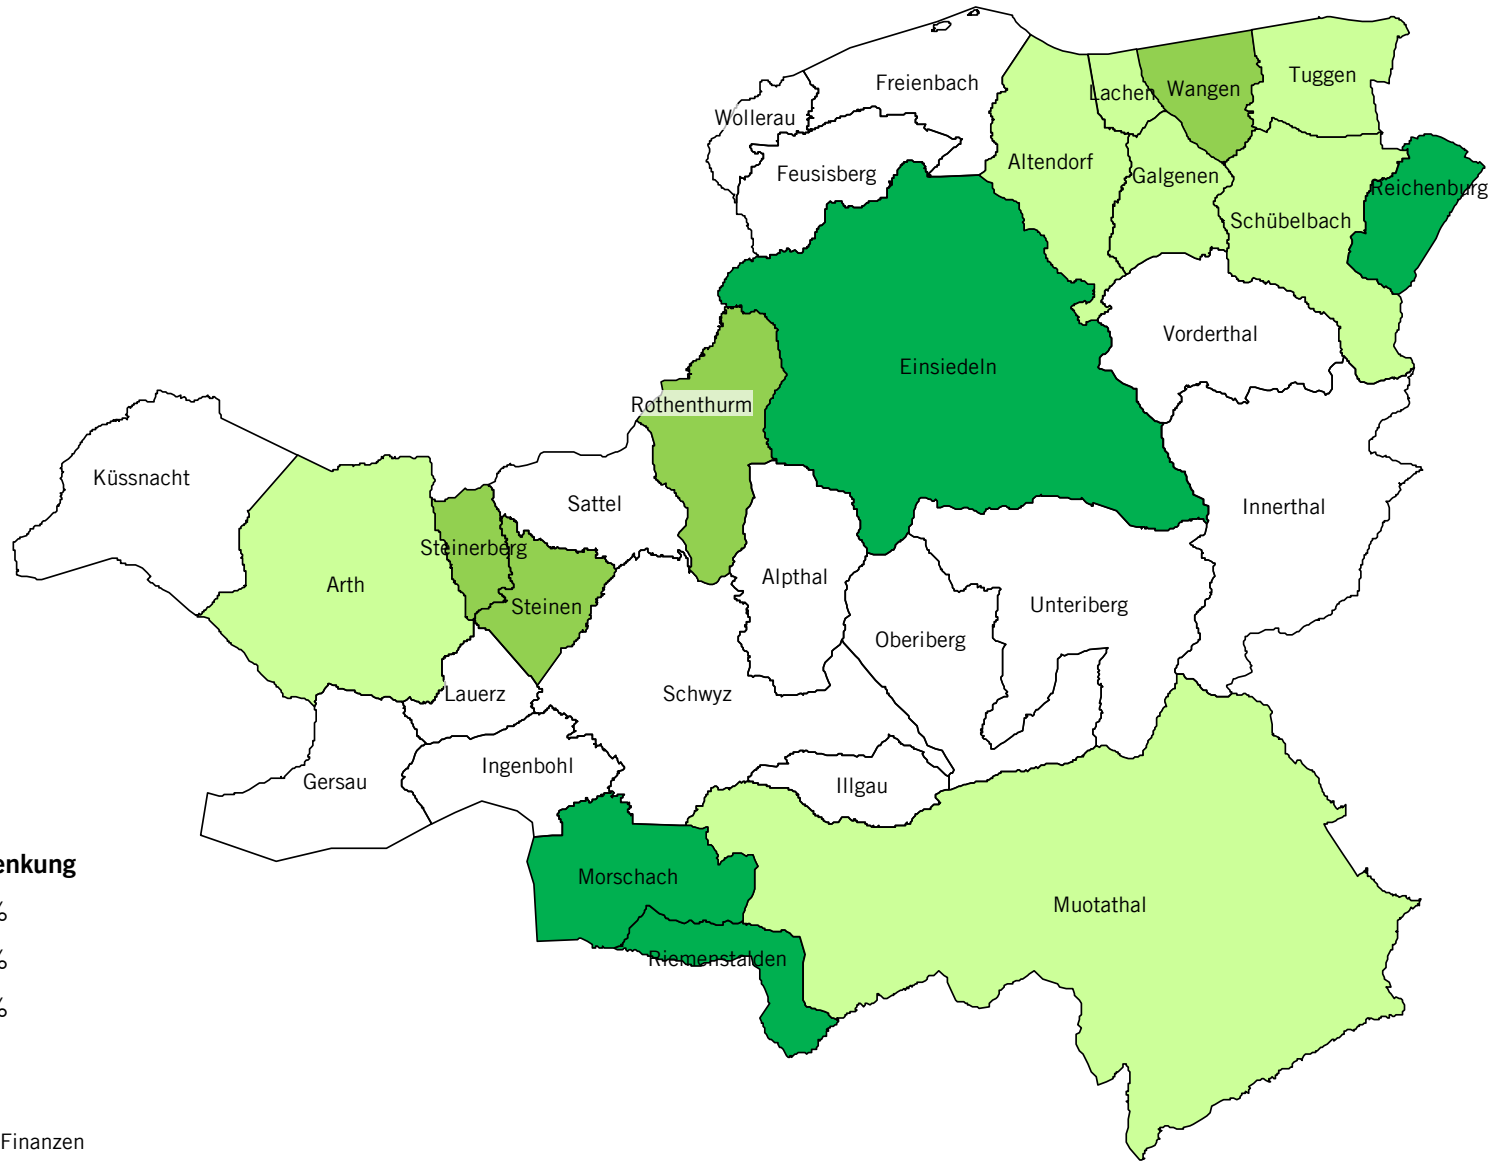 Freienbach
Wollerau
Feusisberg
Altendorf
Lachen
Wangen
Tuggen
Galgenen
Schübelbach
Reichenburg
Vorderthal
Einsiedeln
Rothenthurm
Küssnacht
Sattel
Innerthal
Steinerberg
Arth
Steinen
Alpthal
Unteriberg
Oberiberg
Lauerz
Schwyz
Gersau
Ingenbohl
Illgau
Morschach
Muotathal
Riemenstalden
enkung
%
%
%
Finanzen